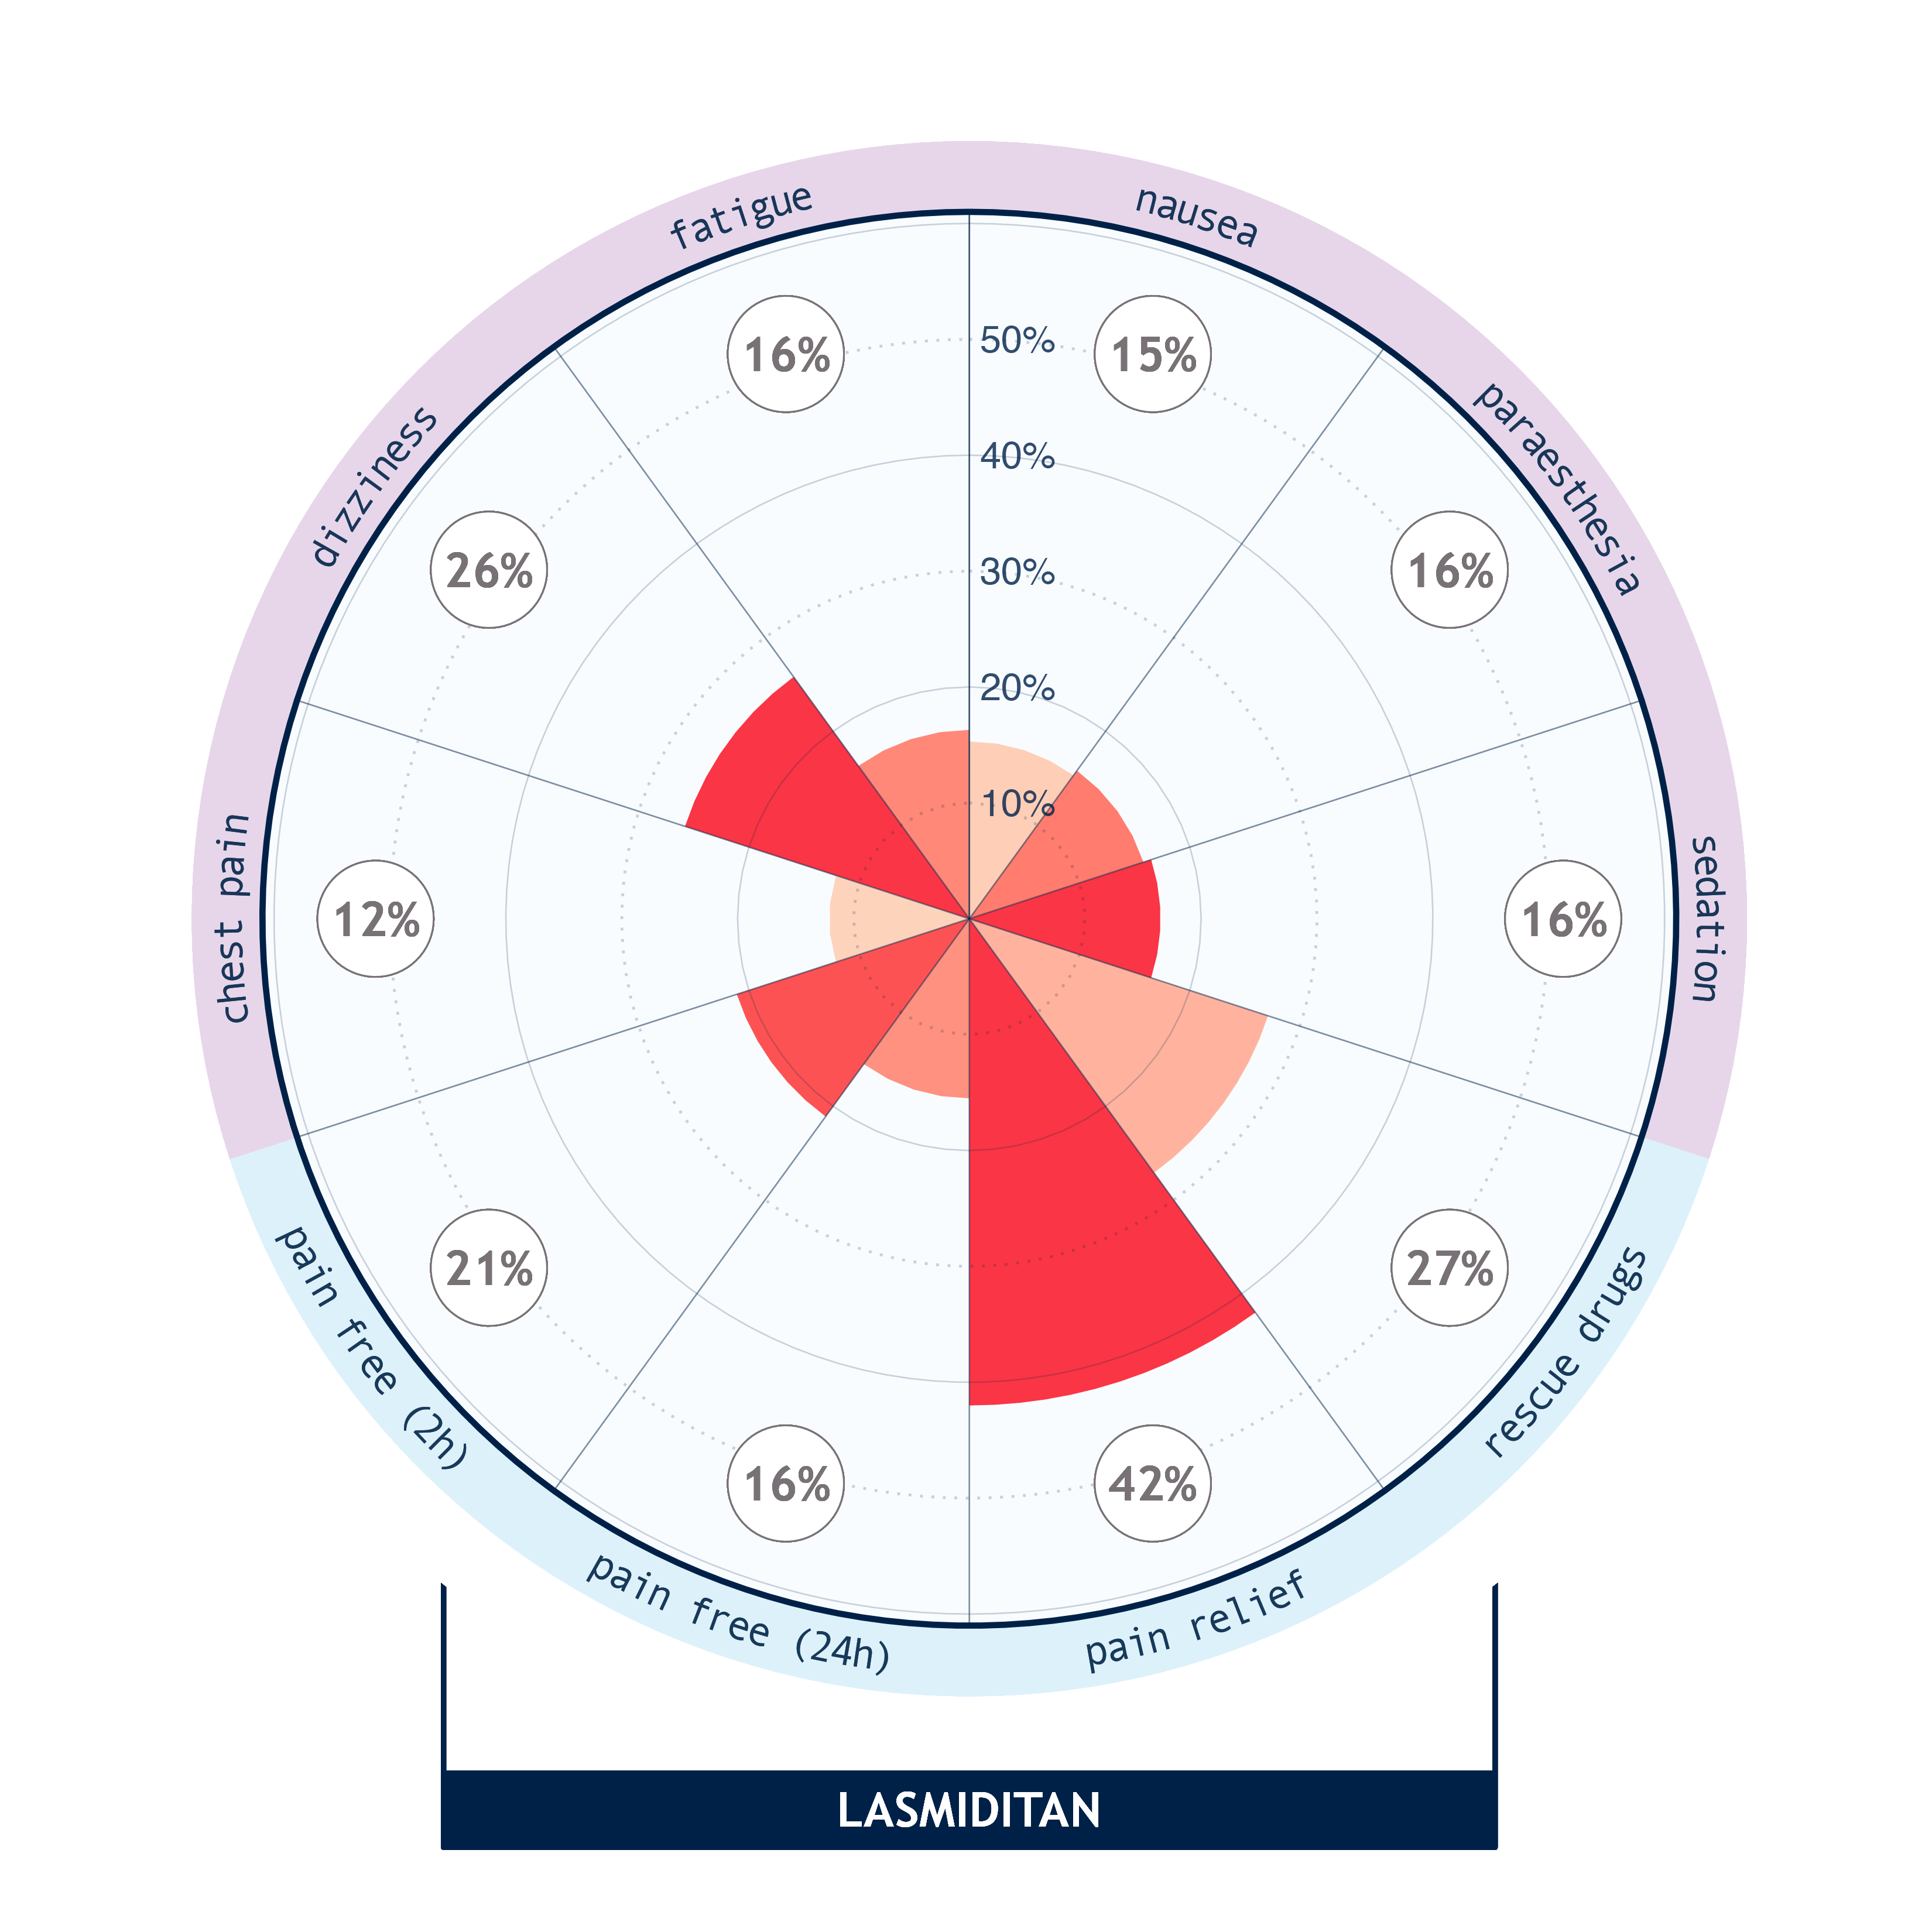 fatigue
nausea
paraesthesia
sedation
rescue drugs
pain relief
pain free (24h)
pain free (2h)
chest pain
dizziness
16%
15%
16%
16%
27%
42%
16%
21%
12%
26%
50%
40%
30%
20%
10%
LASMIDITAN